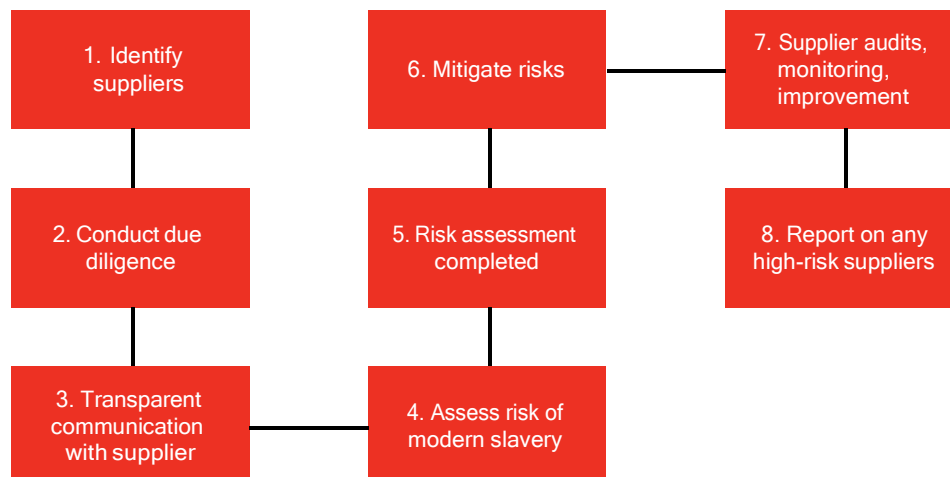 1. Identify
suppliers
2. Conduct due
diligence
3. Transparent
communication
with supplier
4. Assess risk of
modern slavery
5. Risk assessment
completed
6. Mitigate risks
7. Supplier audits,
monitoring,
improvement
8. Report on any
high-risk suppliers